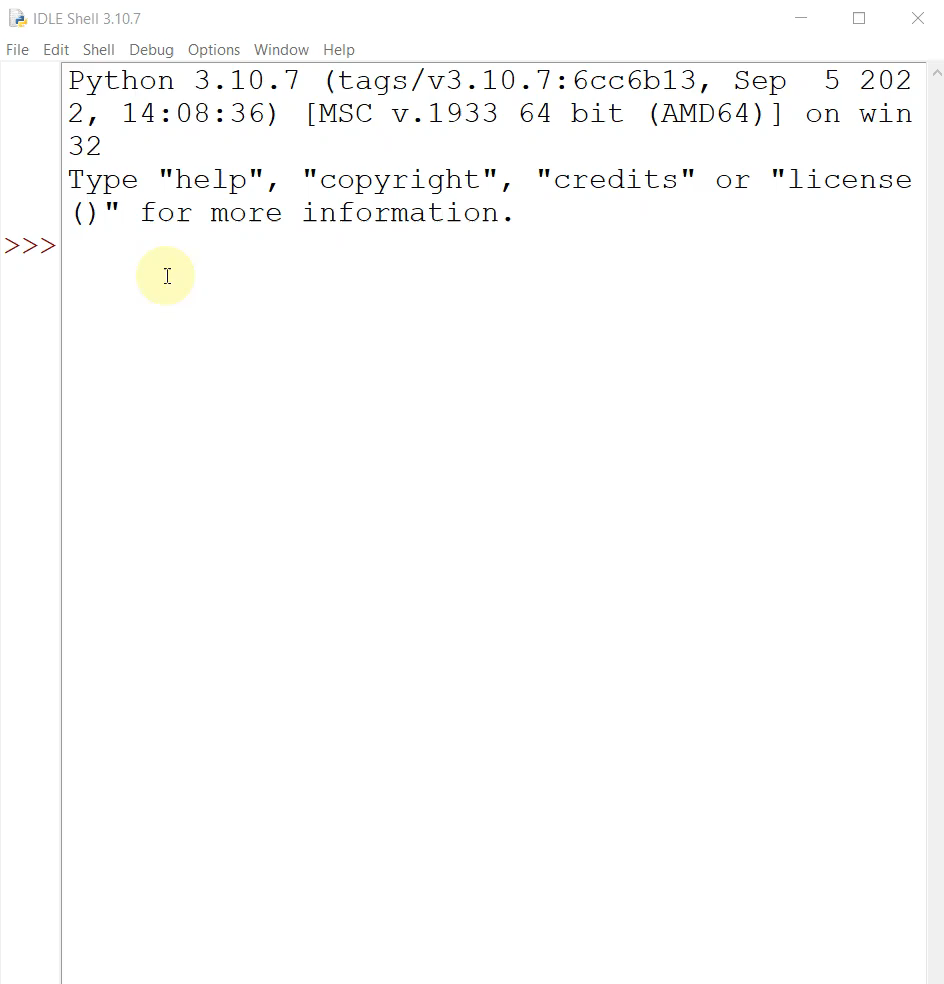 IDLE Shell 3.10.7
File Edit Shell Debug Options Window Help
Python 3.10.7 (tags/v3.10.7:6cc6b13, Sep  5 202
2, 14:08:36) [MSC v.1933 64 bit (AMD64)] on win
32
Type "help", "copyright", "credits" or "license
()" for more information.
>>>